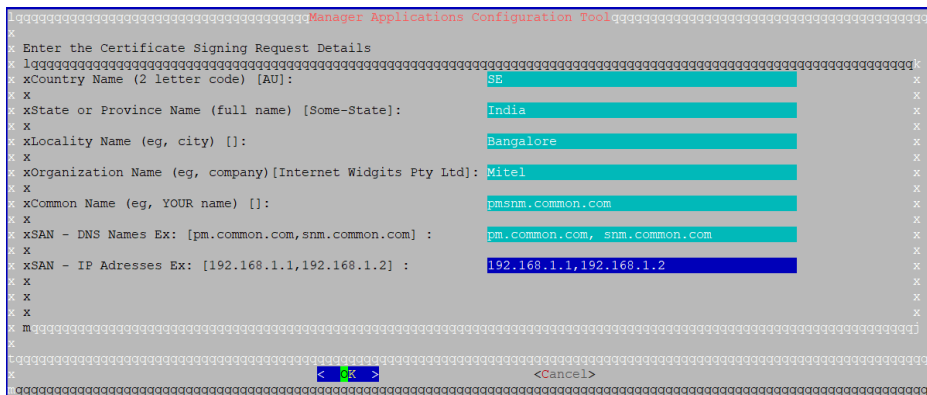 Manager Applications Configuration Tool
Enter the Certificate Signing Request Details
Country Name (2 letter code) [AU]: SE
State or Province Name (full name) [Some-State]: India
Locality Name (eg, city) []: Bangalore
Organization Name (eg, company)[Internet Widgits Pty Ltd]: Mitel
Common Name (eg, YOUR name) []: pmsnm.common.com
SAN - DNS Names Ex: [pm.common.com,snm.common.com] : pm.common.com, snm.common.com
SAN - IP Adresses Ex: [192.168.1.1,192.168.1.2] : 192.168.1.1,192.168.1.2
< OK > <Cancel>